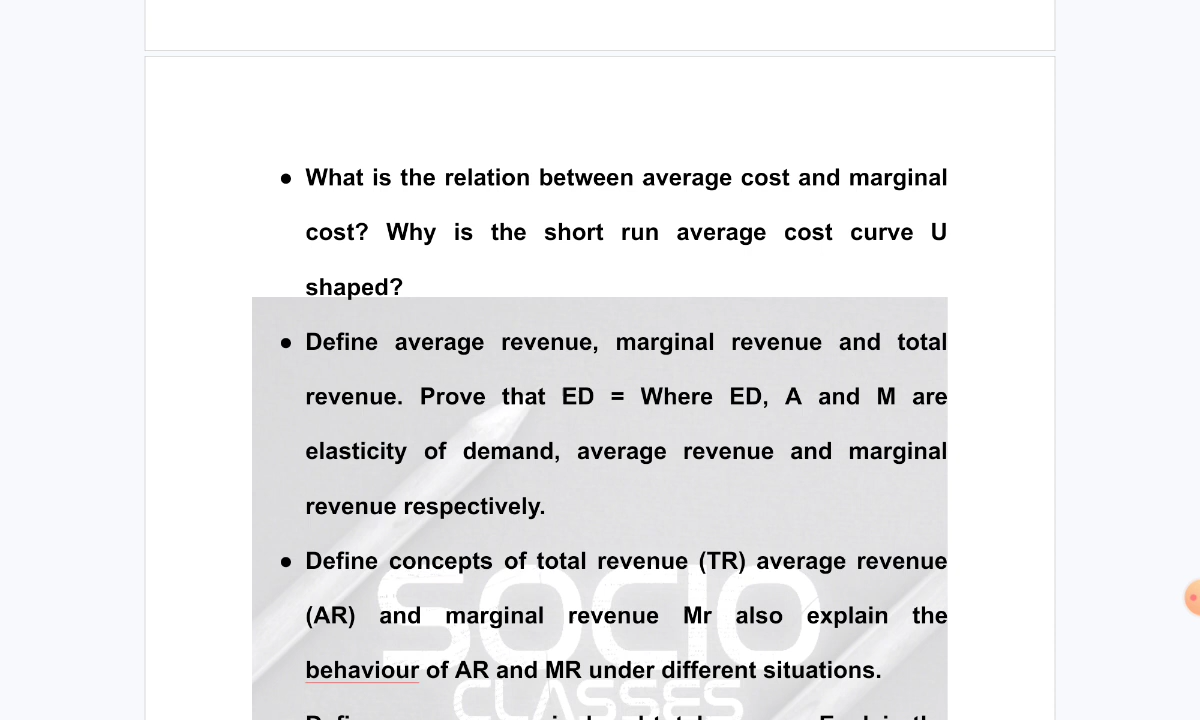 ● What is the relation between average cost and marginal
cost? Why is the short run average cost curve U
shaped?
● Define average revenue, marginal revenue and total
revenue. Prove that ED = Where ED, A and M are
elasticity of demand, average revenue and marginal
revenue respectively.
● Define concepts of total revenue (TR) average revenue
(AR) and marginal revenue Mr also explain the
behaviour of AR and MR under different situations.
SOCIO
CLASSES